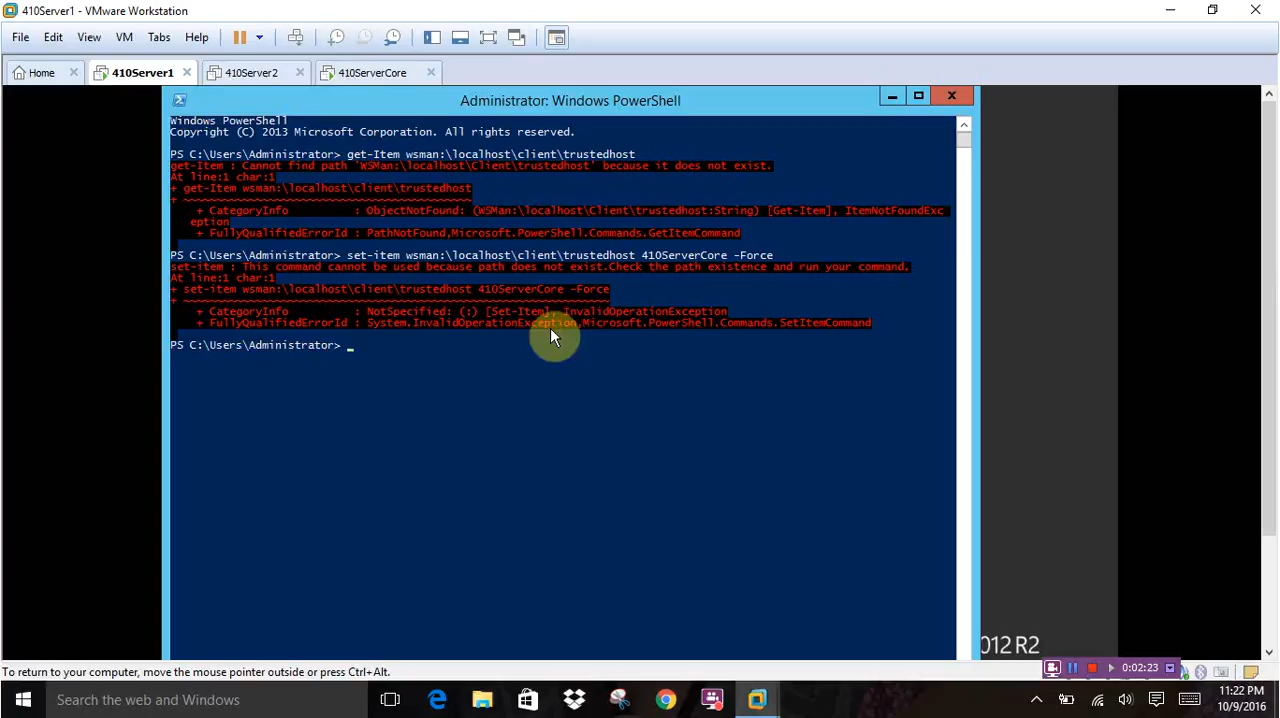 410Server1 - VMware Workstation
File Edit View VM Tabs Help
Home 410Server1 410Server2 410ServerCore
Administrator: Windows PowerShell
Windows PowerShell
Copyright (C) 2013 Microsoft Corporation. All rights reserved.
PS C:\Users\Administrator> get-Item wsman:\localhost\client\trustedhost
get-Item : Cannot find path 'WSMan:\localhost\Client\trustedhost' because it does not exist.
At line:1 char:1
+ get-Item wsman:\localhost\client\trustedhost
+ ~~~~~~~~~~~~~~~~~~~~~~~~~~~~~~~~~~~~~~~~~~~~
+ CategoryInfo : ObjectNotFound: (WSMan:\localhost\Client\trustedhost:String) [Get-Item], ItemNotFoundExc
eption
+ FullyQualifiedErrorId : PathNotFound,Microsoft.PowerShell.Commands.GetItemCommand
PS C:\Users\Administrator> set-item wsman:\localhost\client\trustedhost 410ServerCore -Force
set-item : This command cannot be used because path does not exist.Check the path existence and run your command.
At line:1 char:1
+ set-item wsman:\localhost\client\trustedhost 410ServerCore -Force
+ ~~~~~~~~~~~~~~~~~~~~~~~~~~~~~~~~~~~~~~~~~~~~~~~~~~~~~~~~~~~~~~~~~
+ CategoryInfo : NotSpecified: (:) [Set-Item], InvalidOperationException
+ FullyQualifiedErrorId : System.InvalidOperationException,Microsoft.PowerShell.Commands.SetItemCommand
PS C:\Users\Administrator> _
012 R2
To return to your computer, move the mouse pointer outside or press Ctrl+Alt.
0:02:23
Search the web and Windows
11:22 PM
10/9/2016